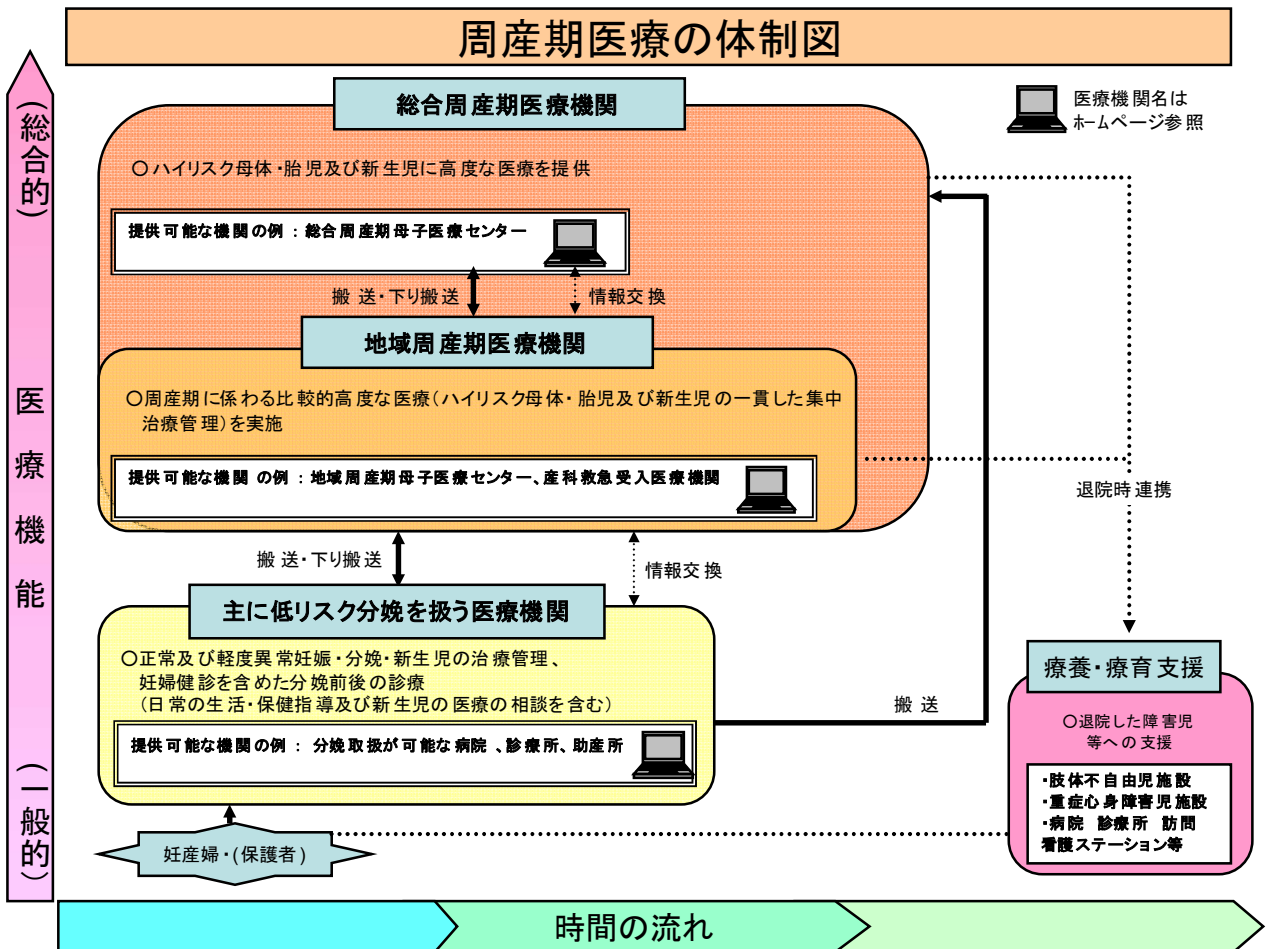 周産期医療の体制図
(総合的)
医療機能
(一般的)
医療機関名は
ホームページ参照
総合周産期医療機関
○ハイリスク母体・胎児及び新生児に高度な医療を提供
提供可能な機関の例：総合周産期母子医療センター
搬送・下り搬送
情報交換
地域周産期医療機関
○周産期に係わる比較的高度な医療（ハイリスク母体・胎児及び新生児の一貫した集中
治療管理）を実施
提供可能な機関の例：地域周産期母子医療センター、産科救急受入医療機関
退院時連携
搬送・下り搬送
情報交換
主に低リスク分娩を扱う医療機関
○正常及び軽度異常妊娠・分娩・新生児の治療管理、
妊婦健診を含めた分娩前後の診療
（日常の生活・保健指導及び新生児の医療の相談を含む）
提供可能な機関の例：分娩取扱が可能な病院、診療所、助産所
搬送
療養・療育支援
○退院した障害児
等への支援
・肢体不自由児施設
・重症心身障害児施設
・病院 診療所 訪問
看護ステーション等
妊産婦・(保護者)
時間の流れ